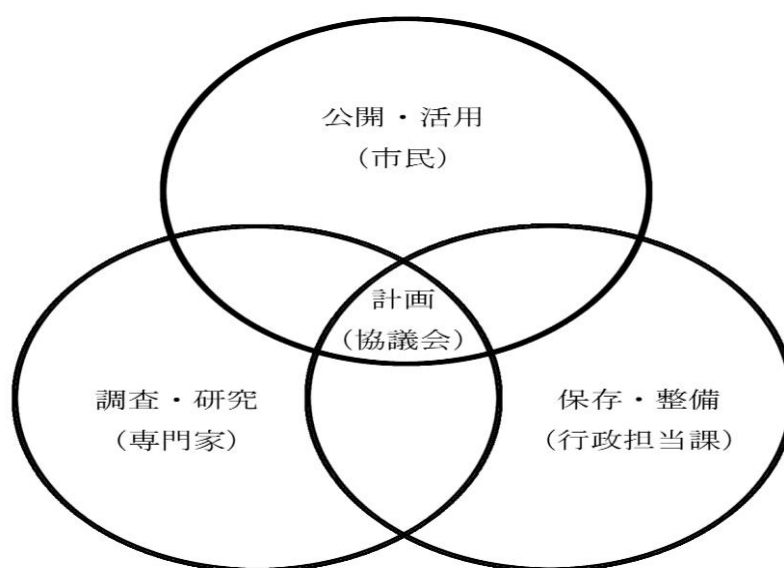 公開・活用
（市民）
計画
（協議会）
調査・研究
（専門家）
保存・整備
（行政担当課）